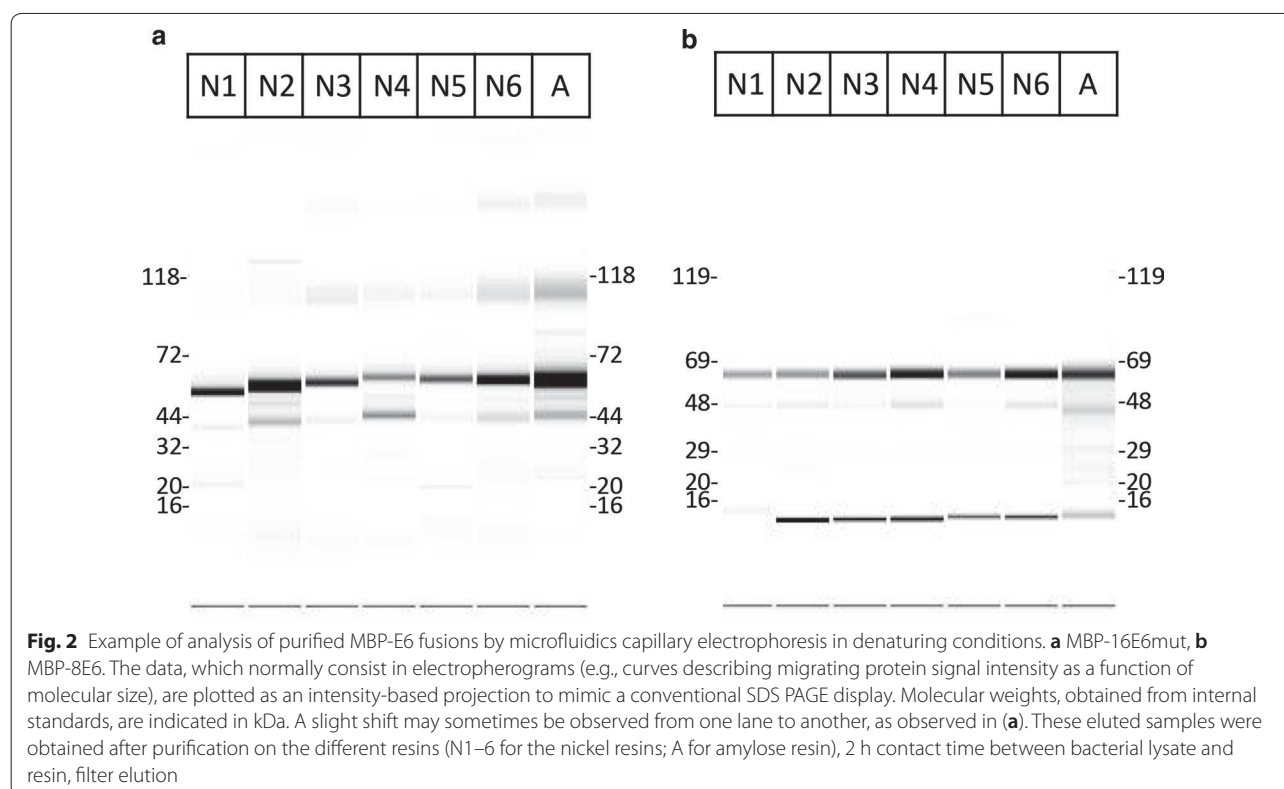 a
N1 N2 N3 N4 N5 N6 A
118- -118
72- -72
44- -44
32- -32
20- -20
16- -16
b
N1 N2 N3 N4 N5 N6 A
119- -119
69- -69
48- -48
29- -29
20- -20
16- -16
Fig. 2 Example of analysis of purified MBP-E6 fusions by microfluidics capillary electrophoresis in denaturing conditions. a MBP-16E6mut, b
MBP-8E6. The data, which normally consist in electropherograms (e.g., curves describing migrating protein signal intensity as a function of
molecular size), are plotted as an intensity-based projection to mimic a conventional SDS PAGE display. Molecular weights, obtained from internal
standards, are indicated in kDa. A slight shift may sometimes be observed from one lane to another, as observed in (a). These eluted samples were
obtained after purification on the different resins (N1–6 for the nickel resins; A for amylose resin), 2 h contact time between bacterial lysate and
resin, filter elution